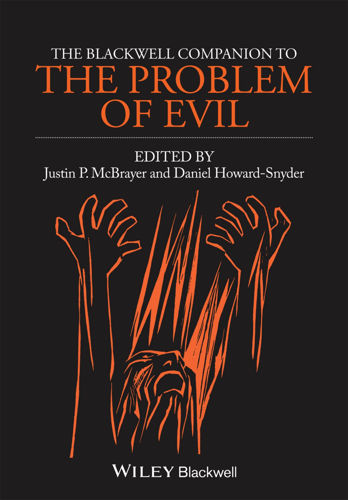 THE BLACKWELL COMPANION TO
THE PROBLEM
OF EVIL
EDITED BY
Justin P. McBrayer and Daniel Howard-Snyder
WILEY Blackwell